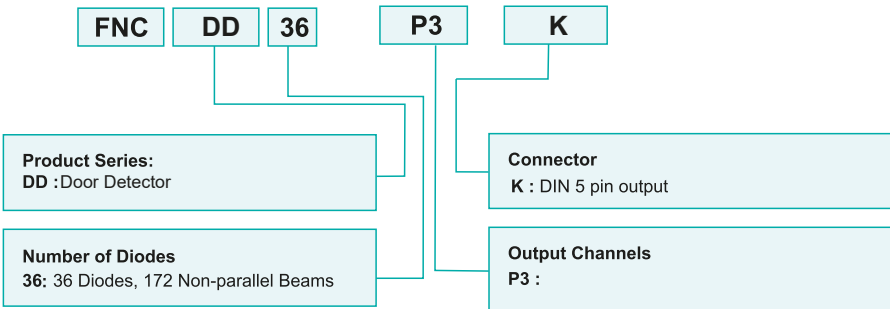 FNC DD 36 P3 K
Product Series:
DD :Door Detector
Connector
K : DIN 5 pin output
Number of Diodes
36: 36 Diodes, 172 Non-parallel Beams
Output Channels
P3 :